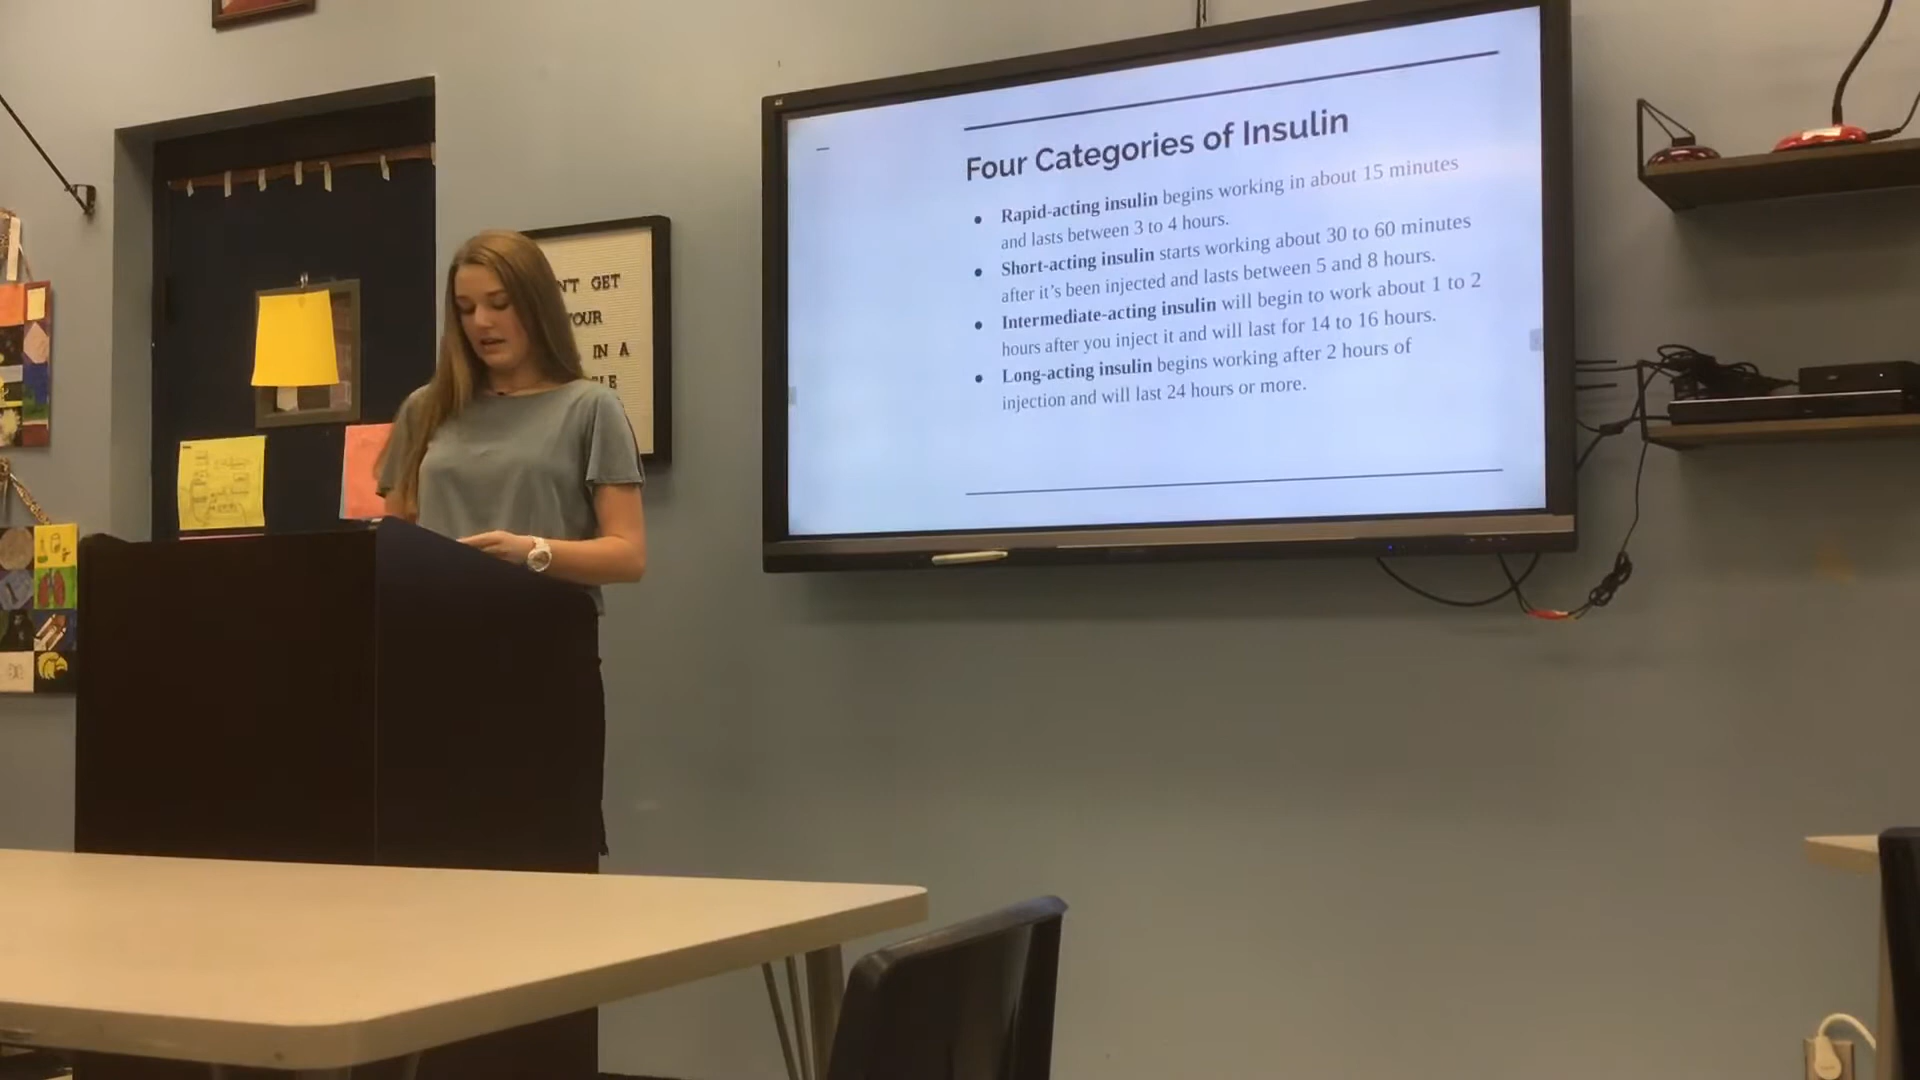 Four Categories of Insulin
Rapid-acting insulin begins working in about 15 minutes
and lasts between 3 to 4 hours.
Short-acting insulin starts working about 30 to 60 minutes
after it’s been injected and lasts between 5 and 8 hours.
Intermediate-acting insulin will begin to work about 1 to 2
hours after you inject it and will last for 14 to 16 hours.
Long-acting insulin begins working after 2 hours of
injection and will last 24 hours or more.
GET
IN A